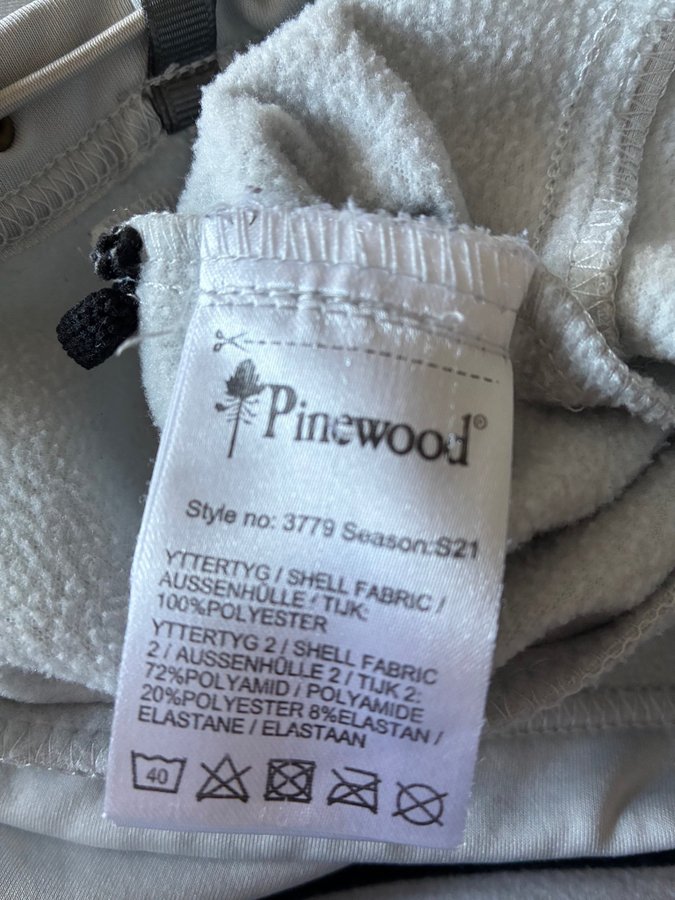 Pinewood®
Style no: 3779 Season:S21
YTTERTYG / SHELL FABRIC /
AUSSENHÜLLE / TIJK:
100%POLYESTER
YTTERTYG 2 / SHELL FABRIC
2 / AUSSENHÜLLE 2 / TIJK 2:
72%POLYAMID / POLYAMIDE
20%POLYESTER 8%ELASTAN /
ELASTANE / ELASTAAN
40